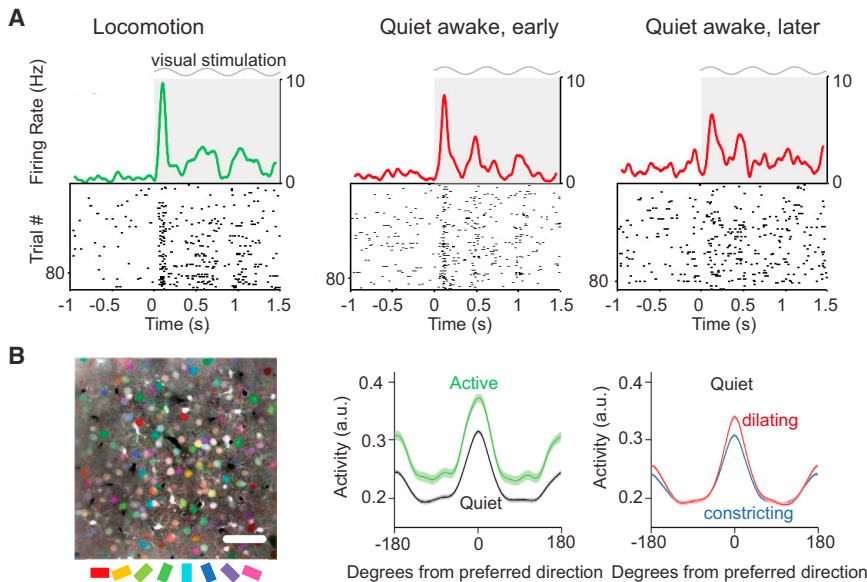 A
Locomotion
Quiet awake, early
Quiet awake, later
visual stimulation
Firing Rate (Hz)
10
0
10
0
10
0
Trial #
80
80
80
-1 -0.5 0 0.5 1 1.5
Time (s)
-1 -0.5 0 0.5 1 1.5
Time (s)
-1 -0.5 0 0.5 1 1.5
Time (s)
B
Activity (a.u.)
0.4
0.3
0.2
Active
Quiet
-180 0 180
Degrees from preferred direction
Activity (a.u.)
0.4
0.3
0.2
Quiet
dilating
constricting
-180 0 180
Degrees from preferred direction